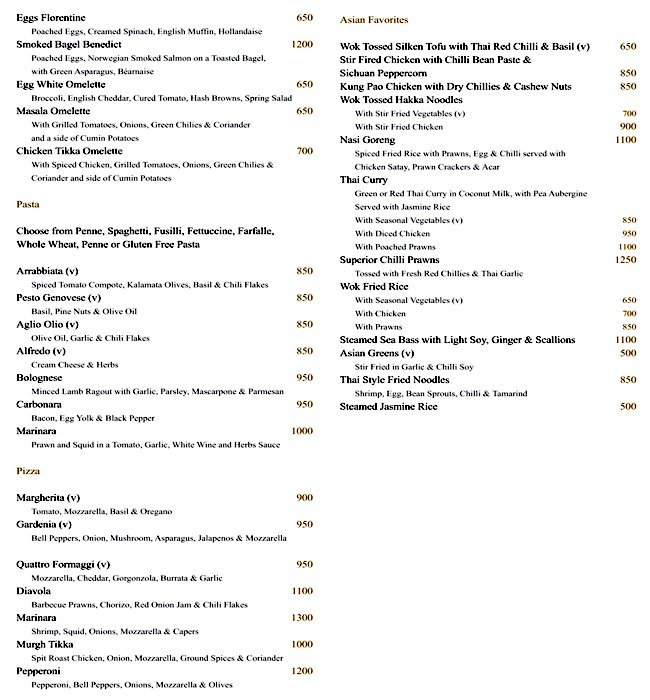 Eggs Florentine 650
Poached Eggs, Creamed Spinach, English Muffin, Hollandaise
Smoked Bagel Benedict 1200
Poached Eggs, Norwegian Smoked Salmon on a Toasted Bagel,
with Green Asparagus, Béarnaise
Egg White Omelette 650
Broccoli, English Cheddar, Cured Tomato, Hash Browns, Spring Salad
Masala Omelette 650
With Grilled Tomatoes, Onions, Green Chilies & Coriander
and a side of Cumin Potatoes
Chicken Tikka Omelette 700
With Spiced Chicken, Grilled Tomatoes, Onions, Green Chilies &
Coriander and side of Cumin Potatoes
Pasta
Choose from Penne, Spaghetti, Fusilli, Fettuccine, Farfalle,
Whole Wheat, Penne or Gluten Free Pasta
Arrabbiata (v) 850
Spiced Tomato Compote, Kalamata Olives, Basil & Chili Flakes
Pesto Genovese (v) 850
Basil, Pine Nuts & Olive Oil
Aglio Olio (v) 850
Olive Oil, Garlic & Chili Flakes
Alfredo (v) 850
Cream Cheese & Herbs
Bolognese 950
Minced Lamb Ragout with Garlic, Parsley, Mascarpone & Parmesan
Carbonara 950
Bacon, Egg Yolk & Black Pepper
Marinara 1000
Prawn and Squid in a Tomato, Garlic, White Wine and Herbs Sauce
Pizza
Margherita (v) 900
Tomato, Mozzarella, Basil & Oregano
Gardenia (v) 950
Bell Peppers, Onion, Mushroom, Asparagus, Jalapenos & Mozzarella
Quattro Formaggi (v) 950
Mozzarella, Cheddar, Gorgonzola, Burrata & Garlic
Diavola 1100
Barbecue Prawns, Chorizo, Red Onion Jam & Chili Flakes
Marinara 1300
Shrimp, Squid, Onions, Mozzarella & Capers
Murgh Tikka 1000
Spit Roast Chicken, Onion, Mozzarella, Ground Spices & Coriander
Pepperoni 1200
Pepperoni, Bell Peppers, Onions, Mozzarella & Olives
Asian Favorites
Wok Tossed Silken Tofu with Thai Red Chilli & Basil (v) 650
Stir Fired Chicken with Chilli Bean Paste &
Sichuan Peppercorn 850
Kung Pao Chicken with Dry Chillies & Cashew Nuts 850
Wok Tossed Hakka Noodles
With Stir Fried Vegetables (v) 700
With Stir Fried Chicken 900
Nasi Goreng 1100
Spiced Fried Rice with Prawns, Egg & Chilli served with
Chicken Satay, Prawn Crackers & Acar
Thai Curry
Green or Red Thai Curry in Coconut Milk, with Pea Aubergine
Served with Jasmine Rice
With Seasonal Vegetables (v) 850
With Diced Chicken 950
With Poached Prawns 1100
Superior Chilli Prawns 1250
Tossed with Fresh Red Chillies & Thai Garlic
Wok Fried Rice
With Seasonal Vegetables (v) 650
With Chicken 700
With Prawns 850
Steamed Sea Bass with Light Soy, Ginger & Scallions 1100
Asian Greens (v) 500
Stir Fried in Garlic & Chilli Soy
Thai Style Fried Noodles 850
Shrimp, Egg, Bean Sprouts, Chilli & Tamarind
Steamed Jasmine Rice 500